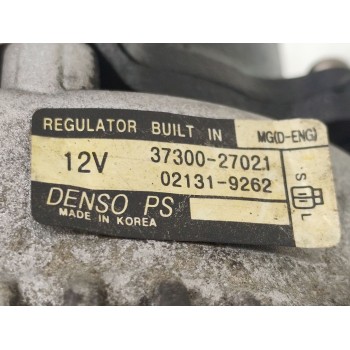 REGULATOR BUILT IN MG(D-ENG)
12V 37300-27021
02131-9262
DENSO PS
MADE IN KOREA
S
L